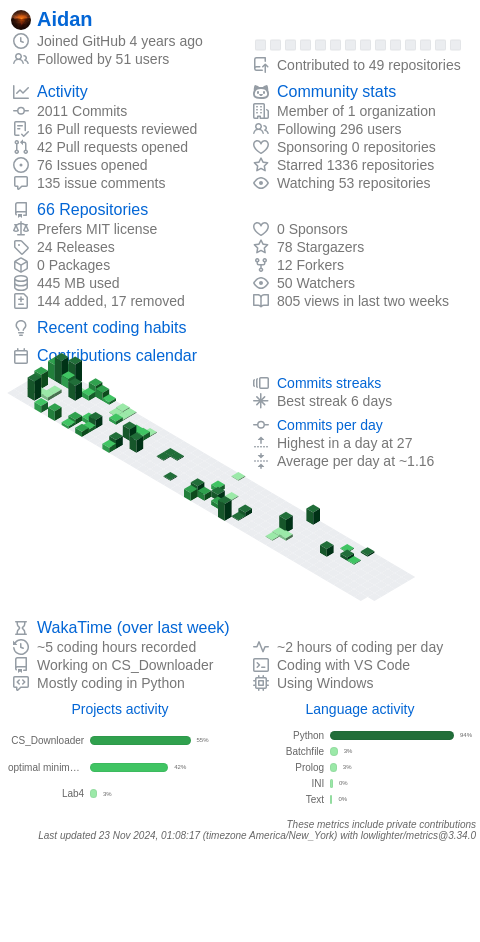 Aidan
Joined GitHub 4 years ago
Followed by 51 users
Contributed to 49 repositories
Activity
2011 Commits
16 Pull requests reviewed
42 Pull requests opened
76 Issues opened
135 issue comments
Community stats
Member of 1 organization
Following 296 users
Sponsoring 0 repositories
Starred 1336 repositories
Watching 53 repositories
66 Repositories
Prefers MIT license
24 Releases
0 Packages
445 MB used
144 added, 17 removed
0 Sponsors
78 Stargazers
12 Forkers
50 Watchers
805 views in last two weeks
Recent coding habits
Contributions calendar
Commits streaks
Best streak 6 days
Commits per day
Highest in a day at 27
Average per day at ~1.16
WakaTime (over last week)
~5 coding hours recorded
Working on CS_Downloader
Mostly coding in Python
~2 hours of coding per day
Coding with VS Code
Using Windows
Projects activity
CS_Downloader 55%
optimal minim... 42%
Lab4 3%
Language activity
Python 94%
Batchfile 3%
Prolog 3%
INI 0%
Text 0%
These metrics include private contributions
Last updated 23 Nov 2024, 01:08:17 (timezone America/New_York) with lowlighter/metrics@3.34.0